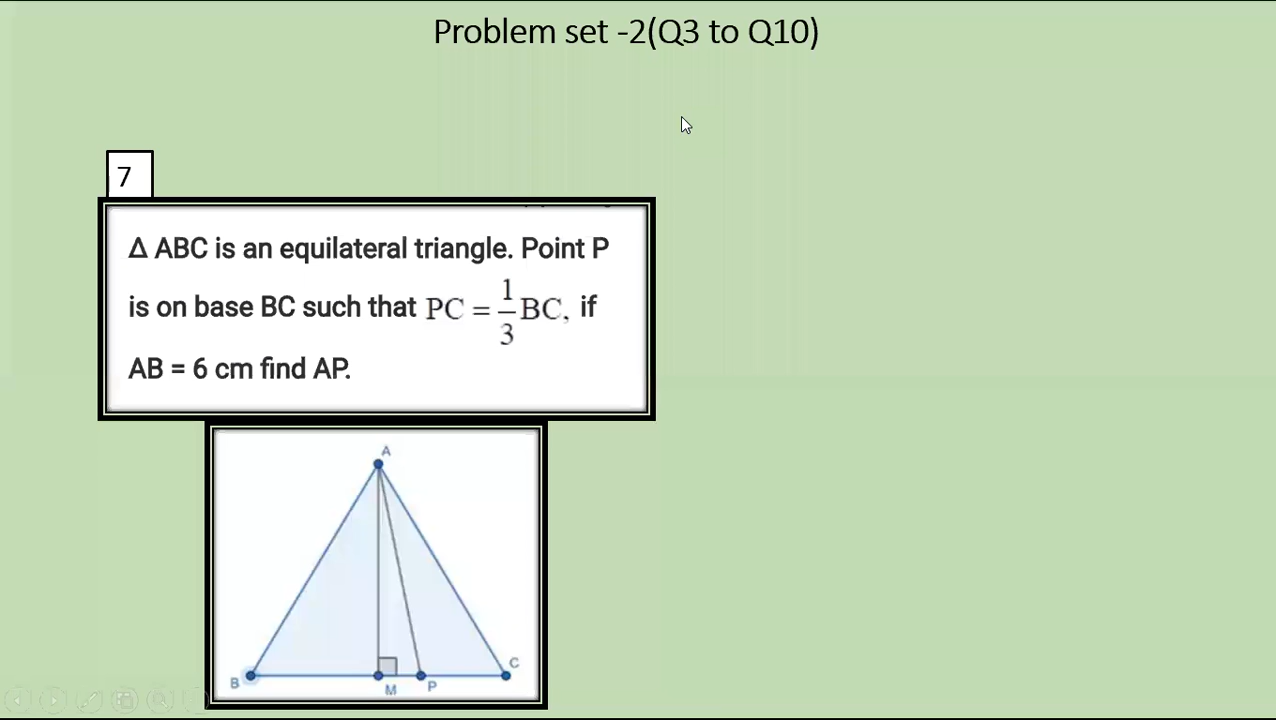 Problem set -2(Q3 to Q10)
7
Δ ABC is an equilateral triangle. Point P
is on base BC such that PC = 1/3 BC, if
AB = 6 cm find AP.
A
B
M
P
C